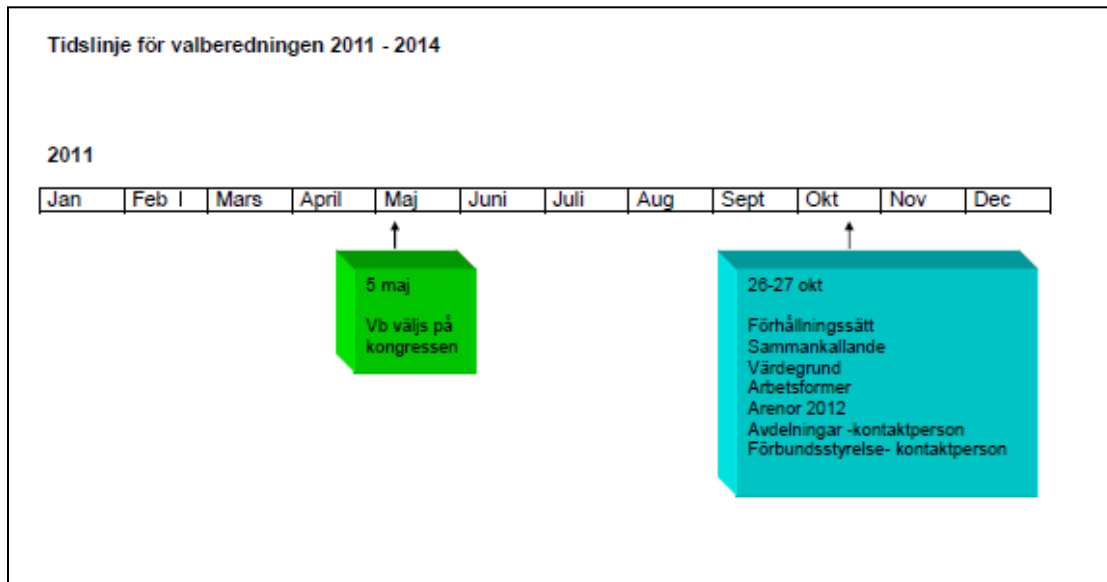 Tidslinje för valberedningen 2011 - 2014
2011
Jan Feb I Mars April Maj Juni Juli Aug Sept Okt Nov Dec
5 maj
Vb väljs på
kongressen
26-27 okt
Förhållningssätt
Sammankallande
Värdegrund
Arbetsformer
Arenor 2012
Avdelningar -kontaktperson
Förbundsstyrelse- kontaktperson